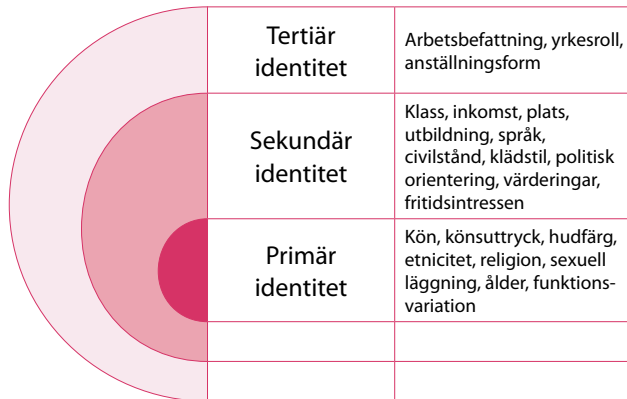 Tertiär
identitet
Arbetsbefattning, yrkesroll,
anställningsform
Sekundär
identitet
Klass, inkomst, plats,
utbildning, språk,
civilstånd, klädstil, politisk
orientering, värderingar,
fritidsintressen
Primär
identitet
Kön, könsuttryck, hudfärg,
etnicitet, religion, sexuell
läggning, ålder, funktions-
variation